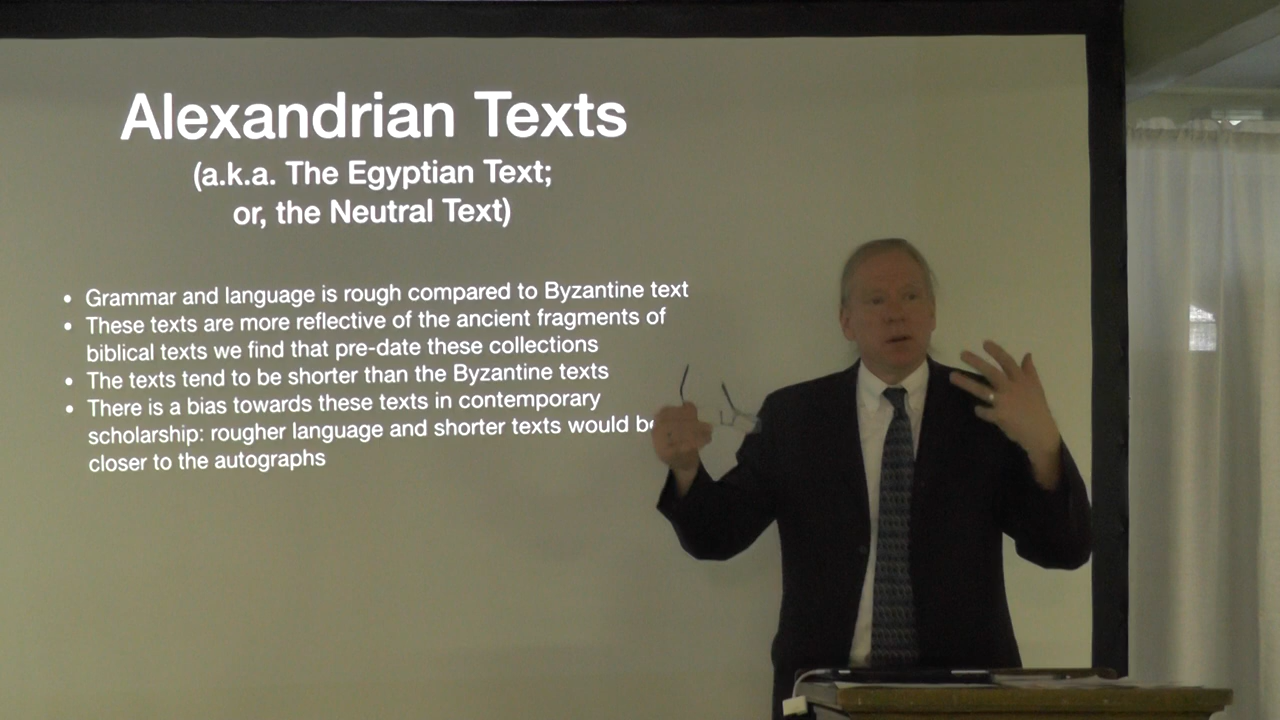 Alexandrian Texts
(a.k.a. The Egyptian Text;
or, the Neutral Text)
• Grammar and language is rough compared to Byzantine text
• These texts are more reflective of the ancient fragments of
biblical texts we find that pre-date these collections
• The texts tend to be shorter than the Byzantine texts
• There is a bias towards these texts in contemporary
scholarship: rougher language and shorter texts would be
closer to the autographs